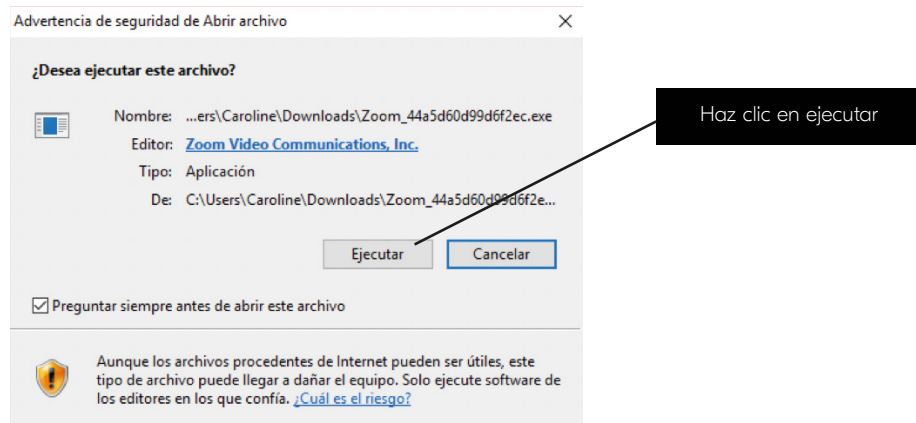 Advertencia de seguridad de Abrir archivo
¿Desea ejecutar este archivo?
Nombre: ...ers\Caroline\Downloads\Zoom_44a5d60d99d6f2ec.exe
Editor: Zoom Video Communications, Inc.
Tipo: Aplicación
De: C:\Users\Caroline\Downloads\Zoom_44a5d60d99d6f2e...
Haz clic en ejecutar
Ejecutar Cancelar
Preguntar siempre antes de abrir este archivo
Aunque los archivos procedentes de Internet pueden ser útiles, este
tipo de archivo puede llegar a dañar el equipo. Solo ejecute software de
los editores en los que confía. ¿Cuál es el riesgo?